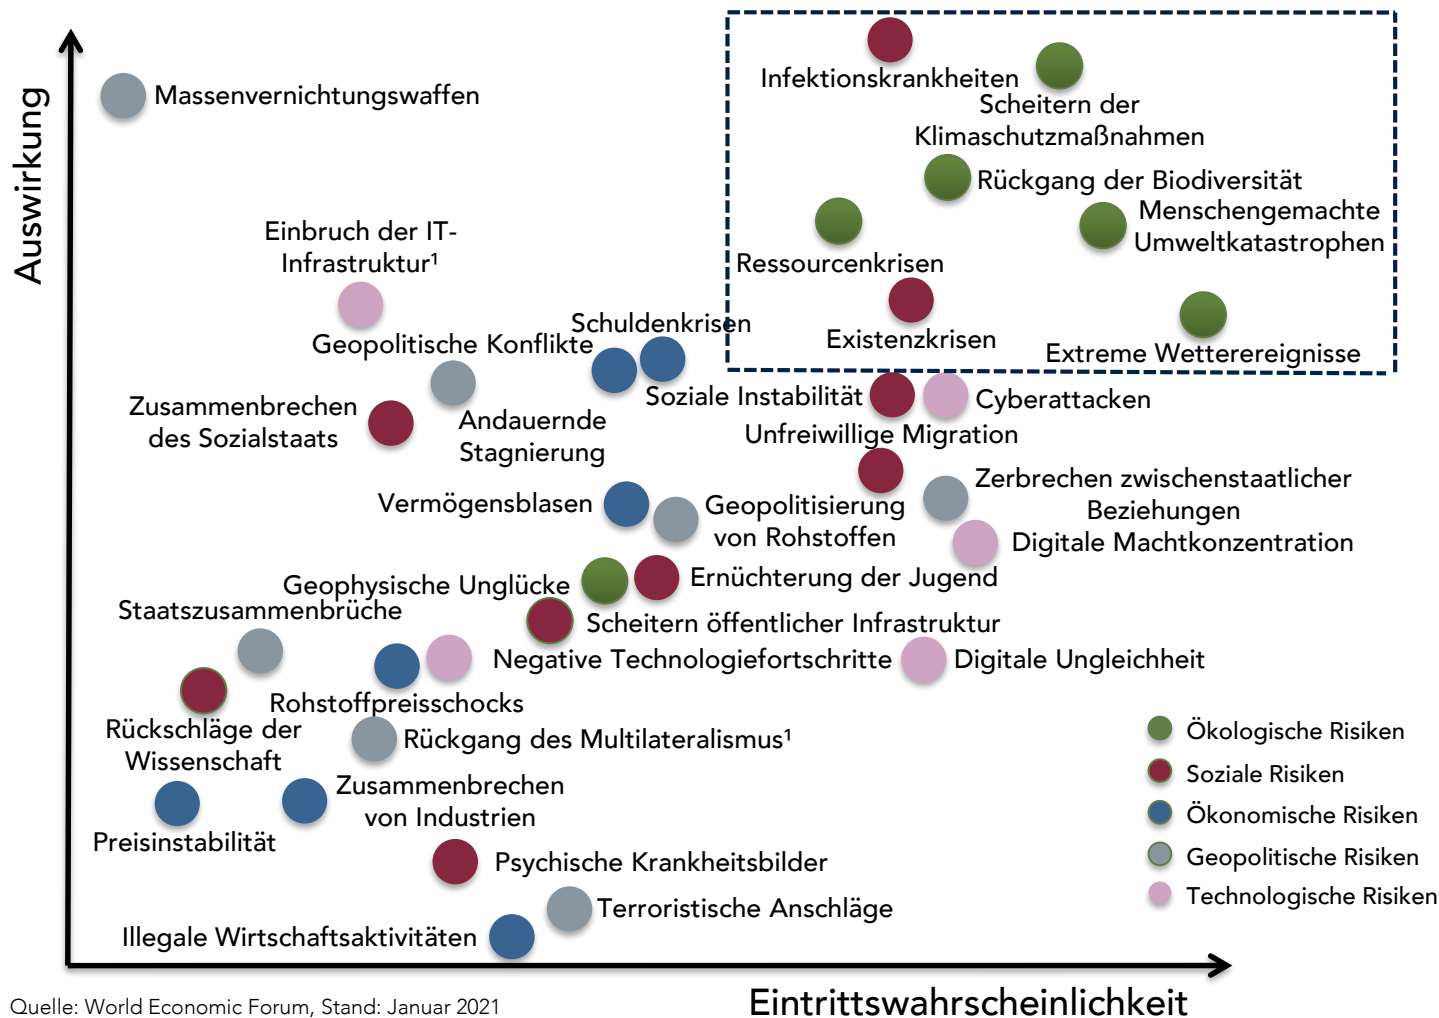 Auswirkung
Massenvernichtungswaffen
Infektionskrankheiten
Scheitern der
Klimaschutzmaßnahmen
Rückgang der Biodiversität
Menschengemachte
Umweltkatastrophen
Ressourcenkrisen
Existenzkrisen
Extreme Wetterereignisse
Einbruch der IT-
Infrastruktur¹
Schuldenkrisen
Geopolitische Konflikte
Zusammenbrechen
des Sozialstaats
Andauernde
Stagnierung
Soziale Instabilität
Cyberattacken
Unfreiwillige Migration
Vermögensblasen
Geopolitisierung
von Rohstoffen
Zerbrechen zwischenstaatlicher
Beziehungen
Digitale Machtkonzentration
Geophysische Unglücke
Ernüchterung der Jugend
Staatszusammenbrüche
Scheitern öffentlicher Infrastruktur
Negative Technologiefortschritte
Digitale Ungleichheit
Rohstoffpreisschocks
Rückschläge der
Wissenschaft
Rückgang des Multilateralismus¹
Zusammenbrechen
von Industrien
Preisinstabilität
Psychische Krankheitsbilder
Terroristische Anschläge
Illegale Wirtschaftsaktivitäten
Ökologische Risiken
Soziale Risiken
Ökonomische Risiken
Geopolitische Risiken
Technologische Risiken
Eintrittswahrscheinlichkeit
Quelle: World Economic Forum, Stand: Januar 2021